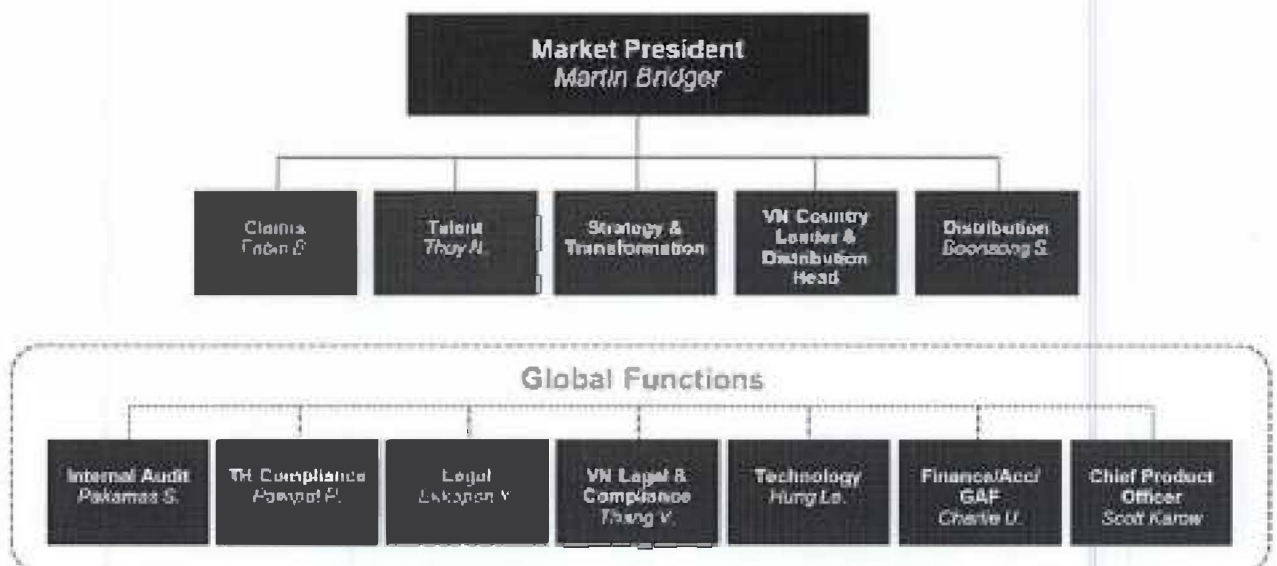 Market President
Martin Bridger
Claims
Talent
Thuy N.
Strategy &
Transformation
VN Country
Leader &
Distribution
Head
Distribution
Boonsong S.
Global Functions
Internal Audit
Pakamas S.
TH Compliance
Legal
VN Legal &
Compliance
Thang V.
Technology
Hung Le.
Finance/Acc/
GAF
Charlie U.
Chief Product
Officer
Scott Karow